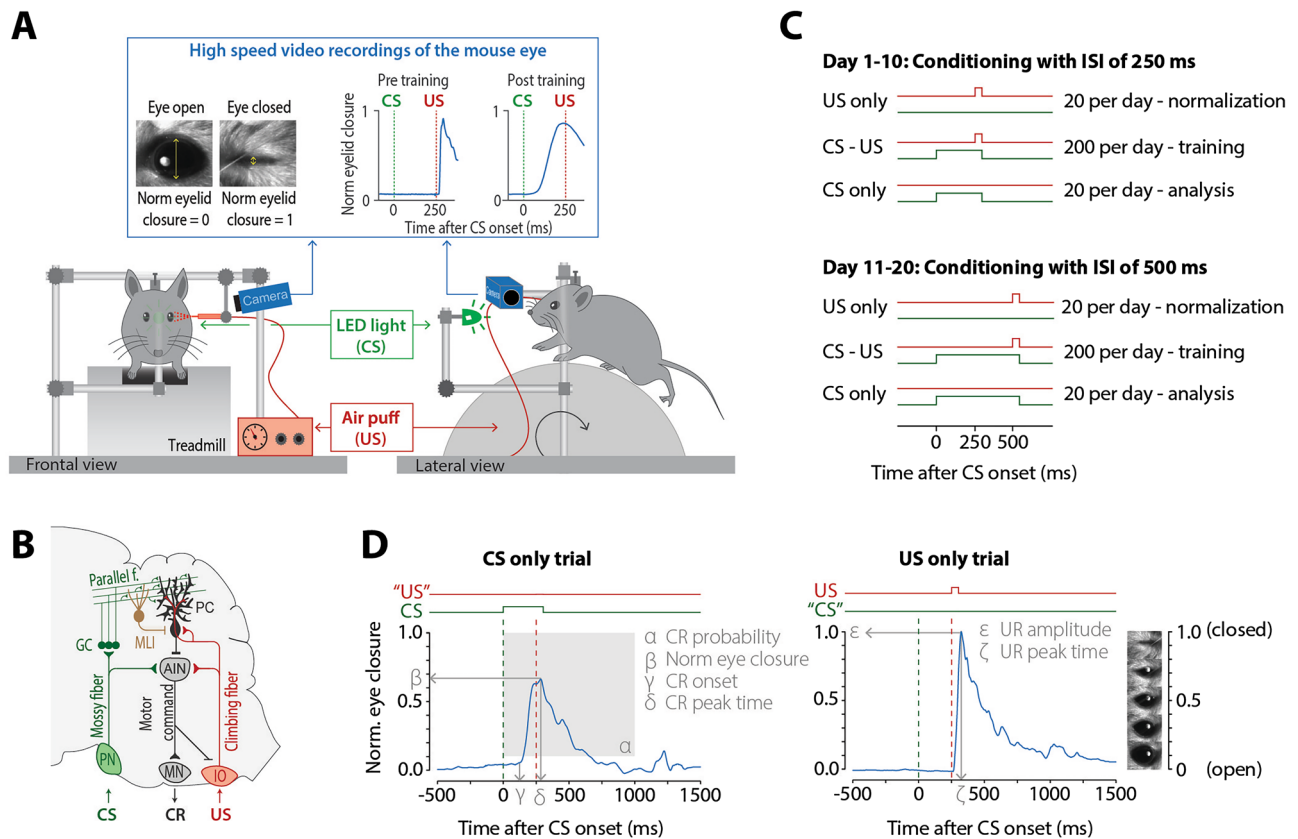 A
High speed video recordings of the mouse eye
Eye open
Eye closed
Norm eyelid
closure = 0
Norm eyelid
closure = 1
Pre training
CS
US
Norm eyelid closure
1
0
0
250
Post training
CS
US
1
0
0
250
Time after CS onset (ms)
Camera
Camera
LED light
(CS)
Air puff
(US)
Treadmill
Frontal view
Lateral view
B
Parallel f.
PC
GC
MLI
AIN
Mossy fiber
Motor
command
Climbing fiber
PN
MN
IO
CS
CR
US
C
Day 1-10: Conditioning with ISI of 250 ms
US only
20 per day - normalization
CS - US
200 per day - training
CS only
20 per day - analysis
Day 11-20: Conditioning with ISI of 500 ms
US only
20 per day - normalization
CS - US
200 per day - training
CS only
20 per day - analysis
0
250
500
Time after CS onset (ms)
D
CS only trial
“US”
CS
Norm. eye closure
1.0
0.5
0.0
α CR probability
β Norm eye closure
γ CR onset
δ CR peak time
β
α
γ
δ
-500
0
500
1000
1500
Time after CS onset (ms)
US only trial
US
“CS”
1.0
0.5
0.0
ε
ε UR amplitude
ζ UR peak time
ζ
-500
0
500
1000
1500
Time after CS onset (ms)
1.0 (closed)
0.5
0 (open)